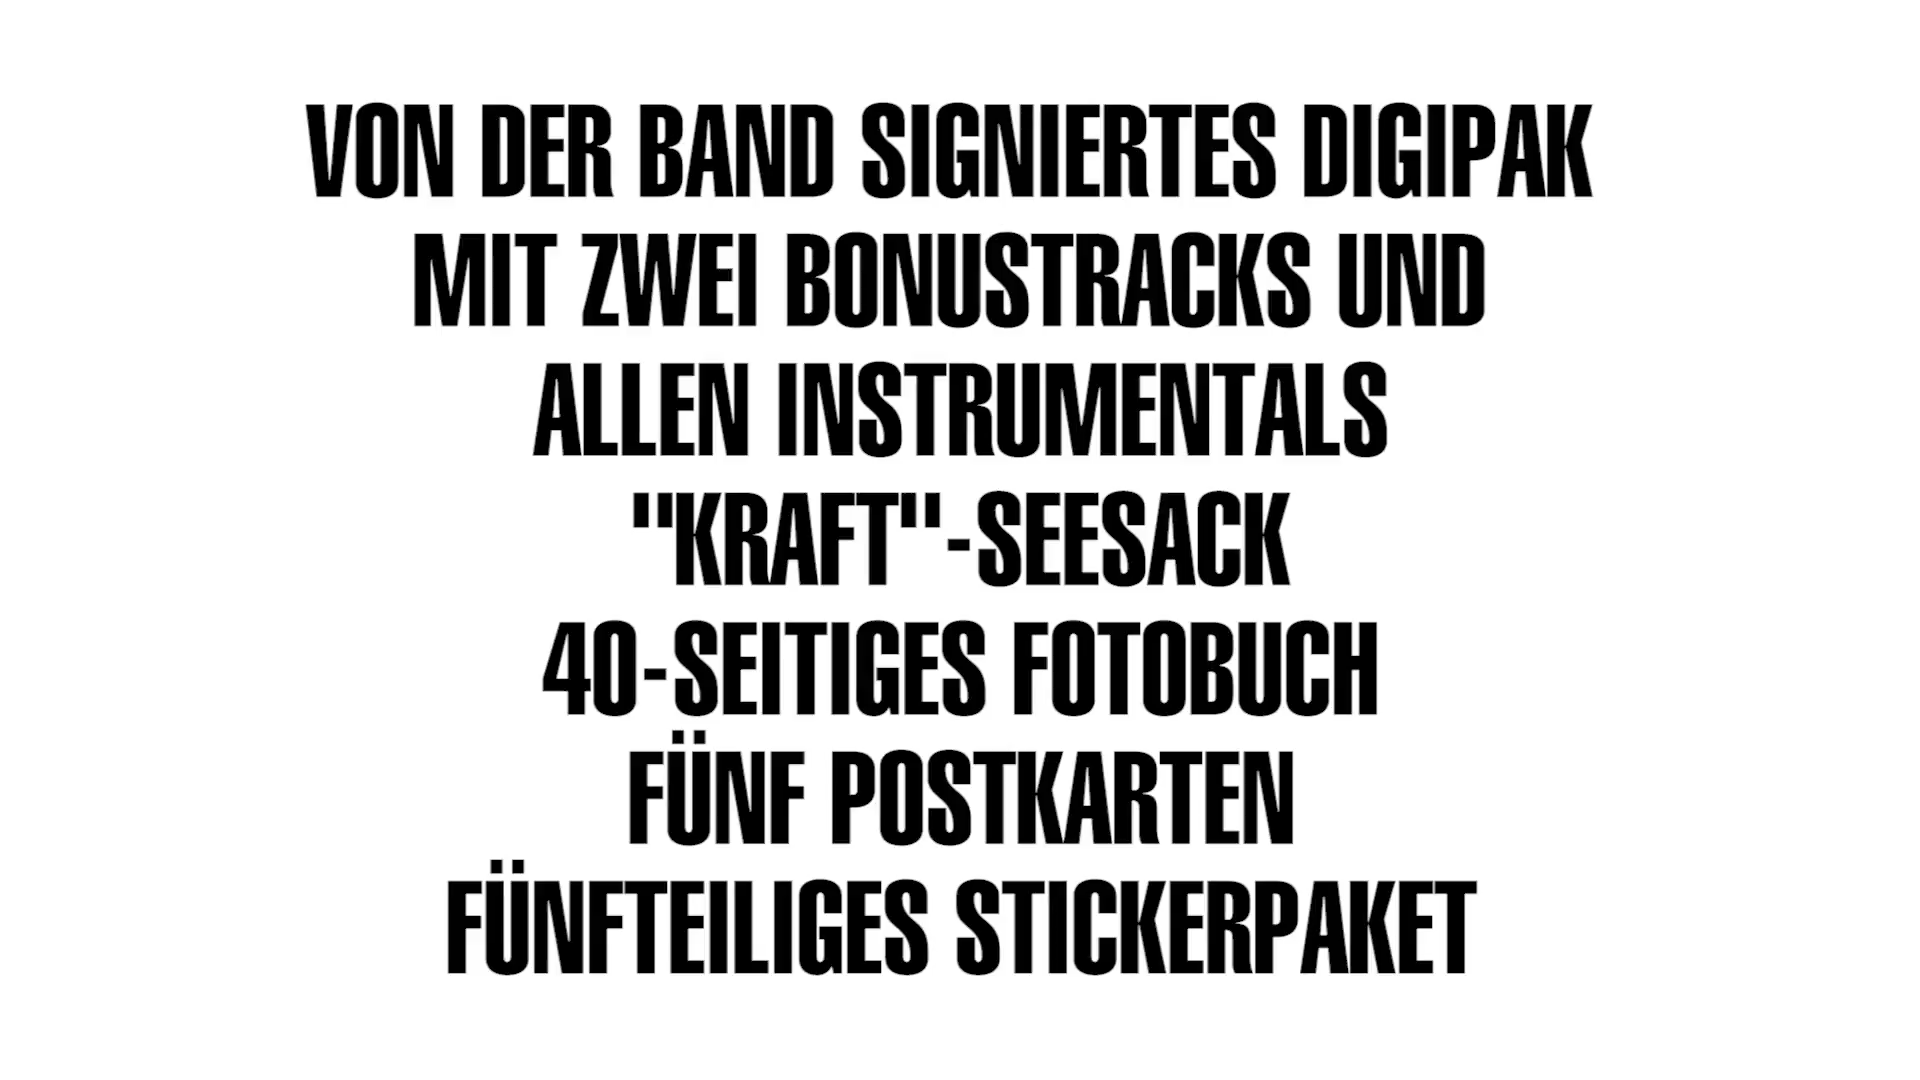 VON DER BAND SIGNIERTES DIGIPAK
MIT ZWEI BONUSTRACKS UND
ALLEN INSTRUMENTALS
"KRAFT"-SEESACK
40-SEITIGES FOTOBUCH
FÜNF POSTKARTEN
FÜNFTEILIGES STICKERPAKET